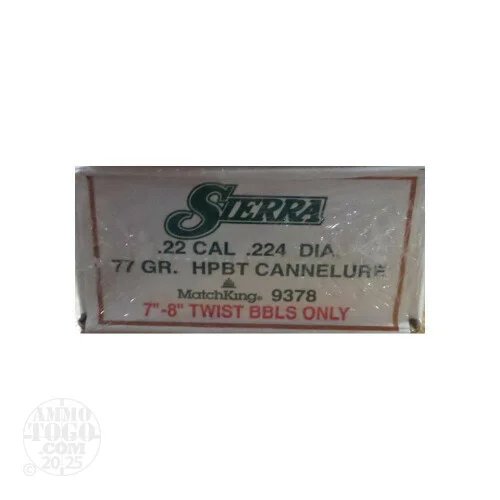 SIERRA
.22 CAL .224 DIA.
77 GR. HPBT CANNELURE
MatchKing® 9378
7"-8" TWIST BBLS ONLY
AMMO
TOGO
.COM
©2025